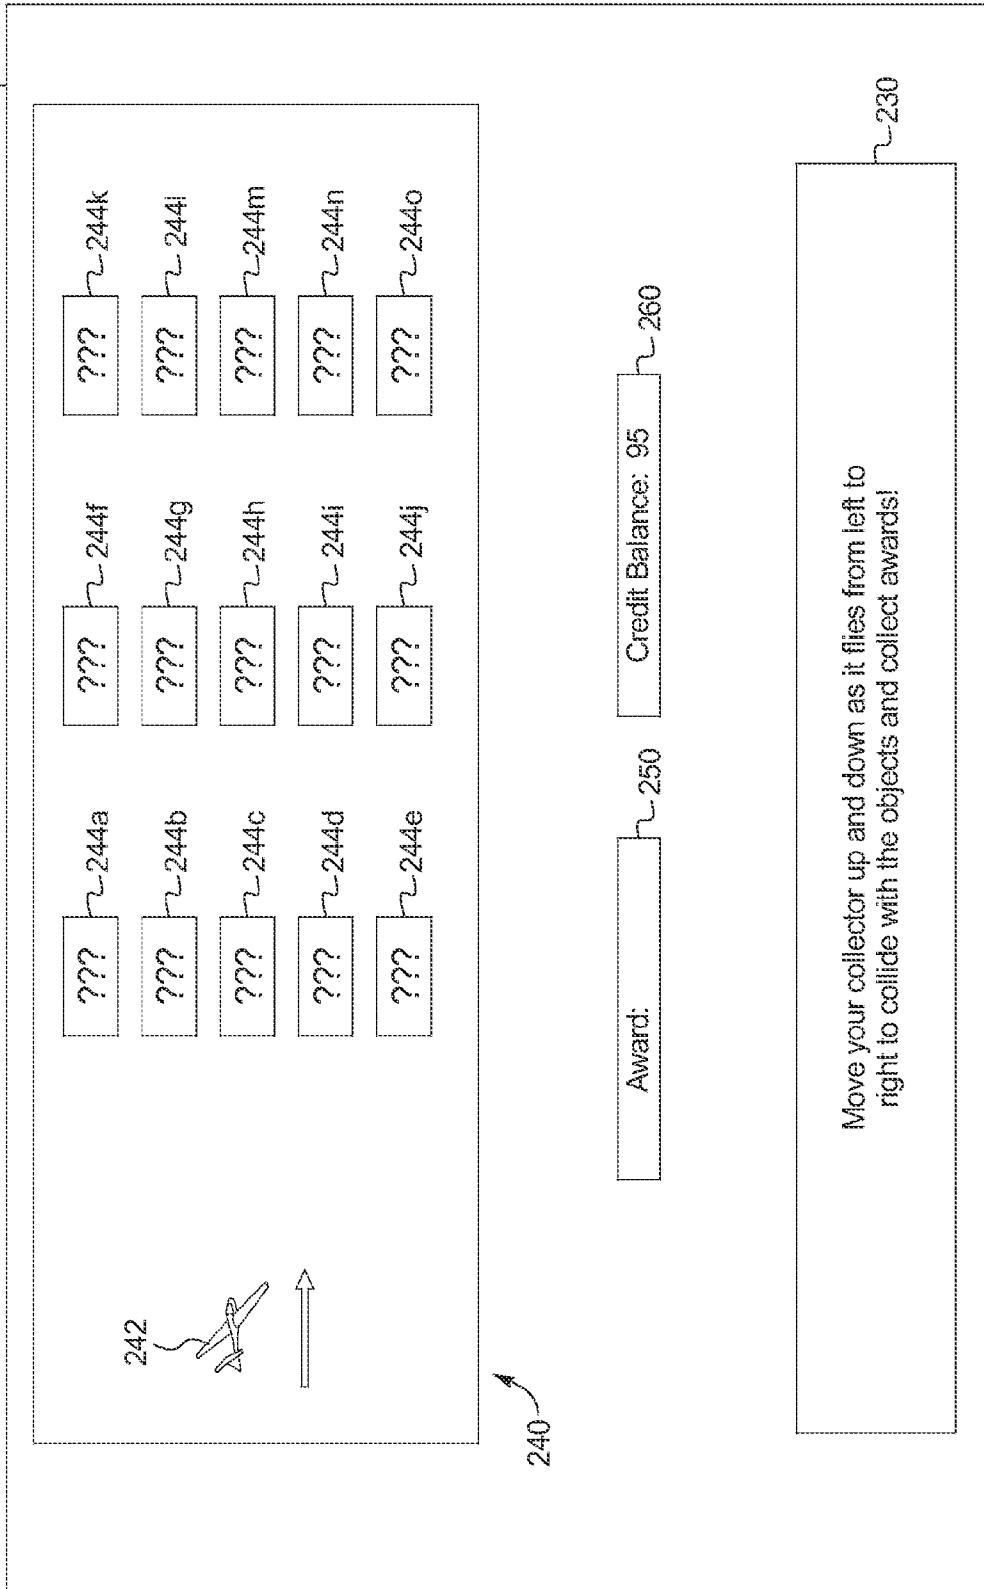 242
??? 244a
??? 244f
??? 244k
??? 244b
??? 244g
??? 244l
??? 244c
??? 244h
??? 244m
??? 244d
??? 244i
??? 244n
??? 244e
??? 244j
??? 244o
240
Award: 250
Credit Balance: 95 260
230
Move your collector up and down as it flies from left to
right to collide with the objects and collect awards!